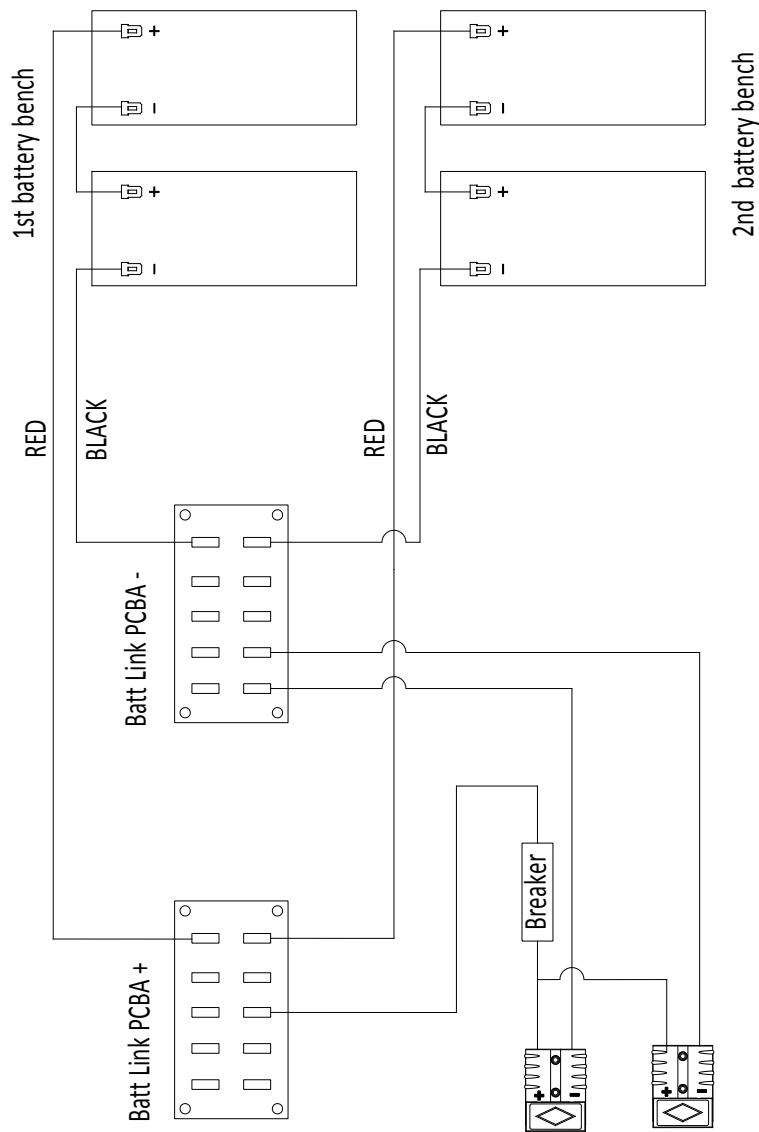 +
+
−
−
1st battery bench
2nd  battery bench
+
+
−
−
RED
BLACK
RED
BLACK
Batt Link PCBA -
Breaker
Batt Link PCBA +
+
−
+
−